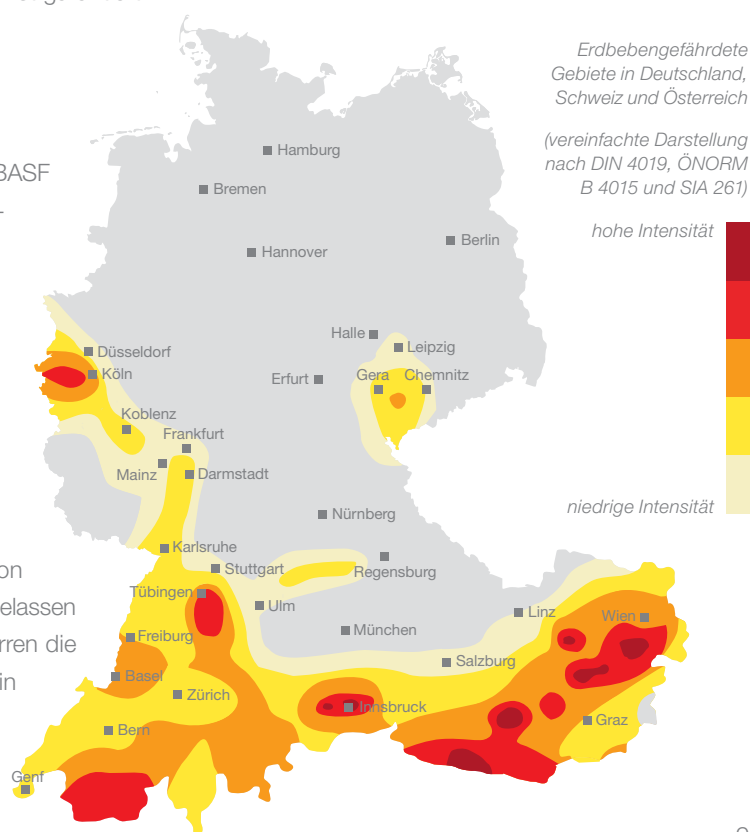 Erdbebengefährdete
Gebiete in Deutschland,
Schweiz und Österreich
(vereinfachte Darstellung
nach DIN 4019, ÖNORM
B 4015 und SIA 261)
hohe Intensität
niedrige Intensität
BASF
Hamburg
Bremen
Berlin
Hannover
Halle
Leipzig
Düsseldorf
Köln
Erfurt
Gera
Chemnitz
Koblenz
Frankfurt
Mainz
Darmstadt
Nürnberg
Karlsruhe
Stuttgart
Regensburg
Tübingen
Ulm
Linz
Wien
München
Freiburg
Salzburg
Basel
Zürich
Innsbruck
Graz
Bern
Genf
on
elassen
rren die
in